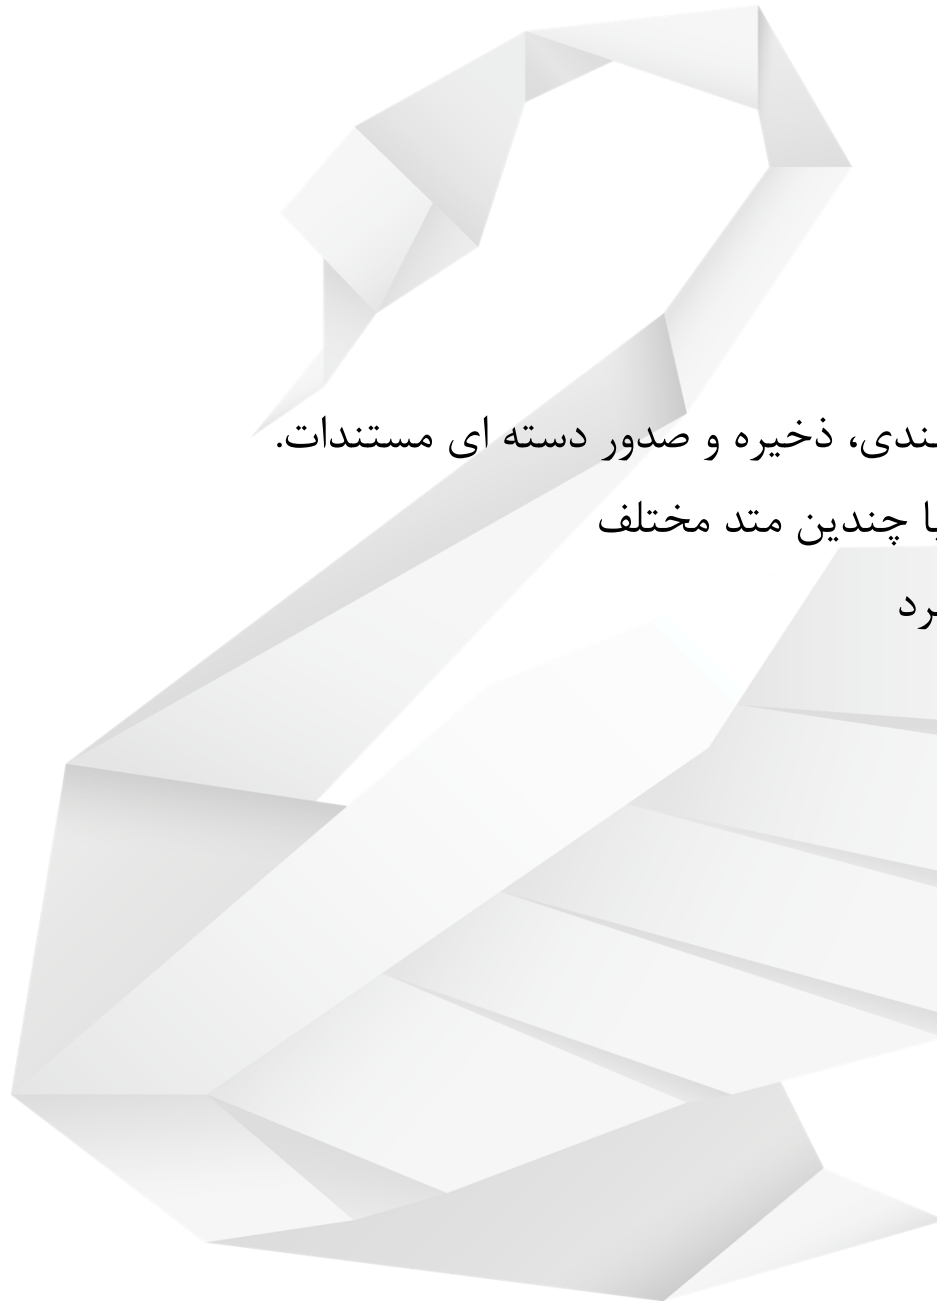 ذخیره و صدور دسته ای مستندات.
چندین متد مختلف